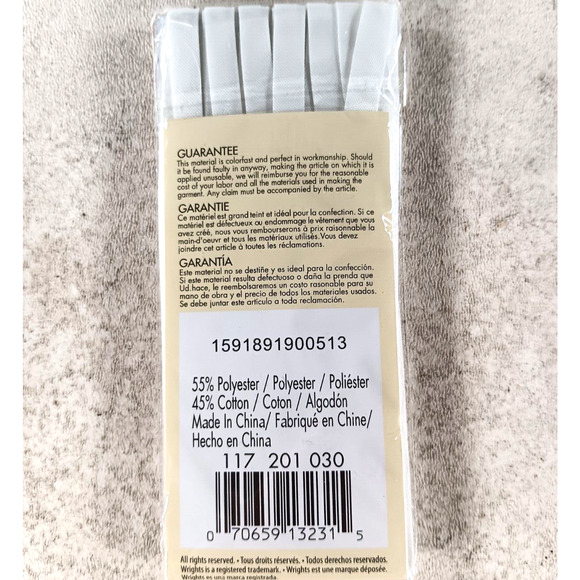 GUARANTEE
This material is colorfast and perfect in workmanship. Should
it be found faulty in anyway, making the article on which it is
applied unusable, we will reimburse you for the reasonable
cost of your labor and all the materials used in making the
garment. Any claim must be accompanied by the article.
GARANTIE
Ce matériel est grand teint et idéal pour la confection. Si ce
matériel est défectueux ou endommage le vêtement que vous
avez créé, nous vous rembourserons à prix raisonnable la
main-d'oeuvre et tous les matériaux utilisés. Vous devez
joindre cet article à toutes les réclamations.
GARANTÍA
Este material no se destiñe y es ideal para la confección.
Si este material resulta defectuoso o daña la prenda que
Ud.hace, le reembolsaremos un costo rasonable para su
mano de obra y el precio de todos los materiales usados.
Se debe juntar este artículo a toda reclamación.
1591891900513
55% Polyester / Polyester / Poliéster
45% Cotton / Coton / Algodón
Made In China/ Fabriqué en Chine/
Hecho en China
117 201 030
0 70659 13231 5
All rights reserved. • Tous droits réservés. • Todos derechos reservados.
Wrights is a registered trademark. • Wrights est une marque déposée.
Wrights es una marca registrada.